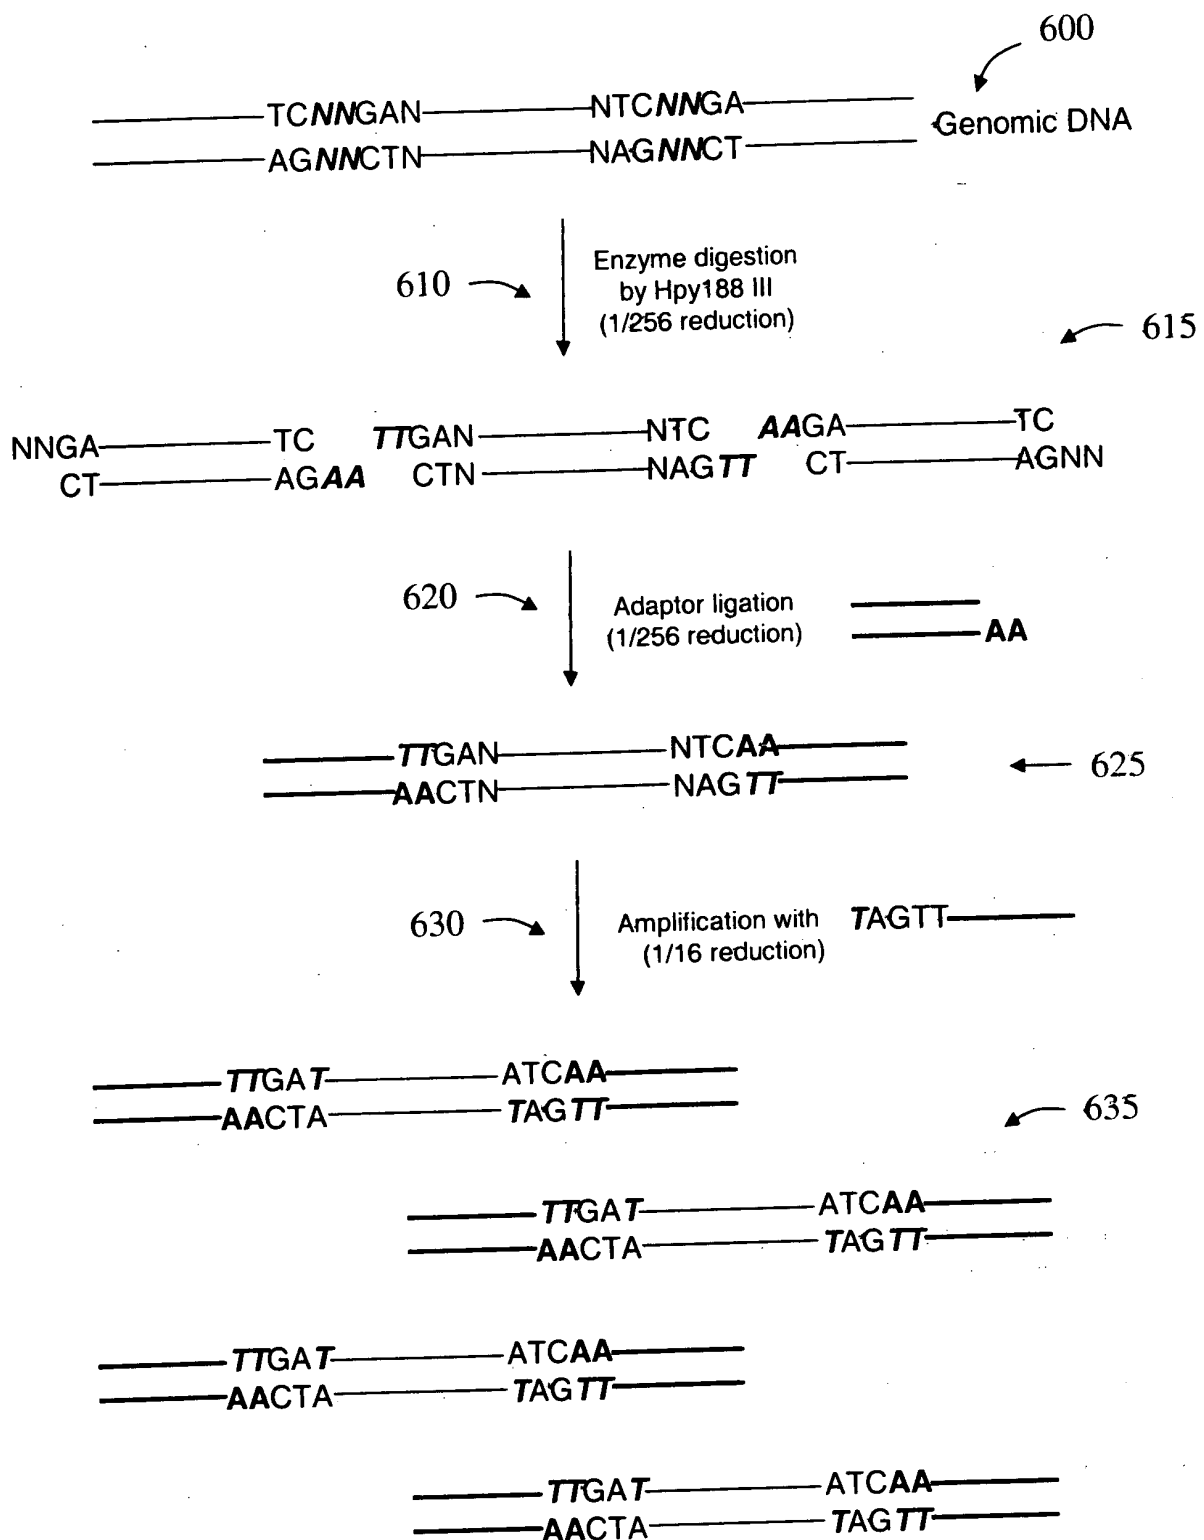 600
TCNNGAN NTCNNGA
AGNNCTN NAGNNCT
Genomic DNA
610
Enzyme digestion
by Hpy188 III
(1/256 reduction)
615
NNGA TC TTGAN NTC AAGA TC
CT AGAA CTN NAGTT CT AGNN
620
Adaptor ligation
(1/256 reduction)
AA
TTGAN NTCAA
AACTN NAGTT
625
630
Amplification with TAGTT
(1/16 reduction)
TTGAT ATCAA
AACTA TAGTT
635
TTGAT ATCAA
AACTA TAGTT
TTGAT ATCAA
AACTA TAGTT
TTGAT ATCAA
AACTA TAGTT